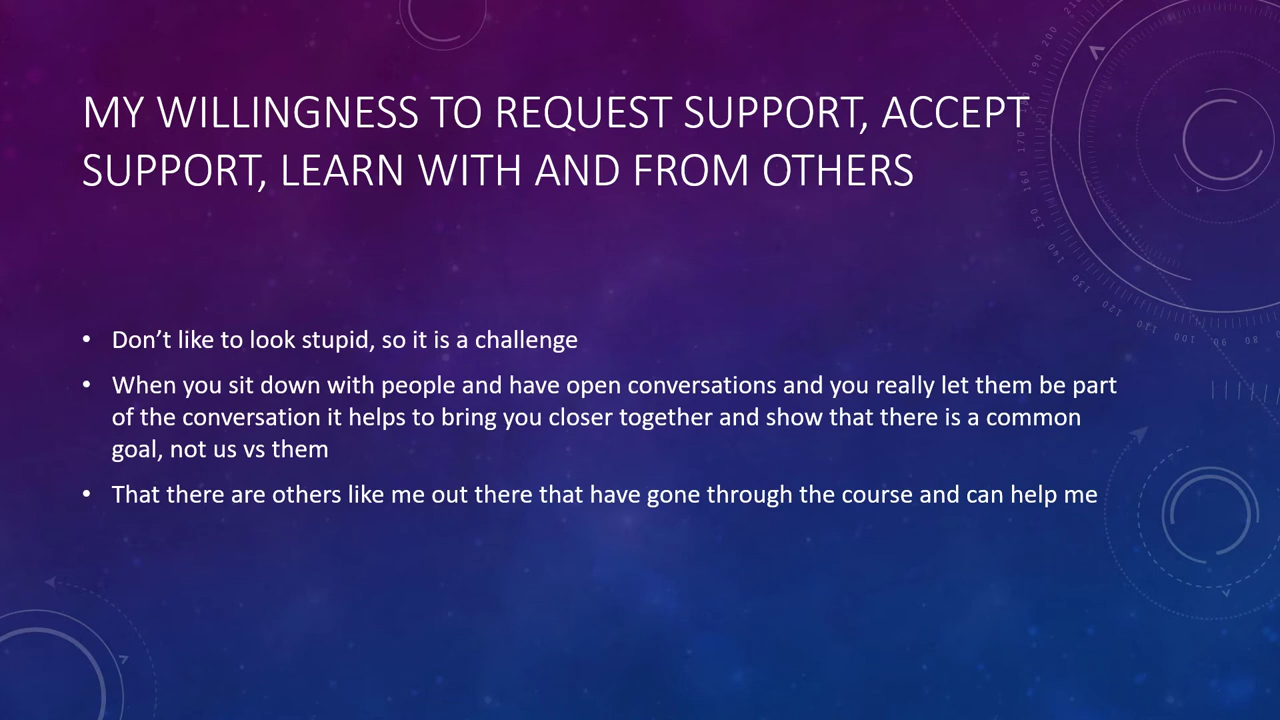 MY WILLINGNESS TO REQUEST SUPPORT, ACCEPT
SUPPORT, LEARN WITH AND FROM OTHERS
• Don’t like to look stupid, so it is a challenge
• When you sit down with people and have open conversations and you really let them be part
of the conversation it helps to bring you closer together and show that there is a common
goal, not us vs them
• That there are others like me out there that have gone through the course and can help me